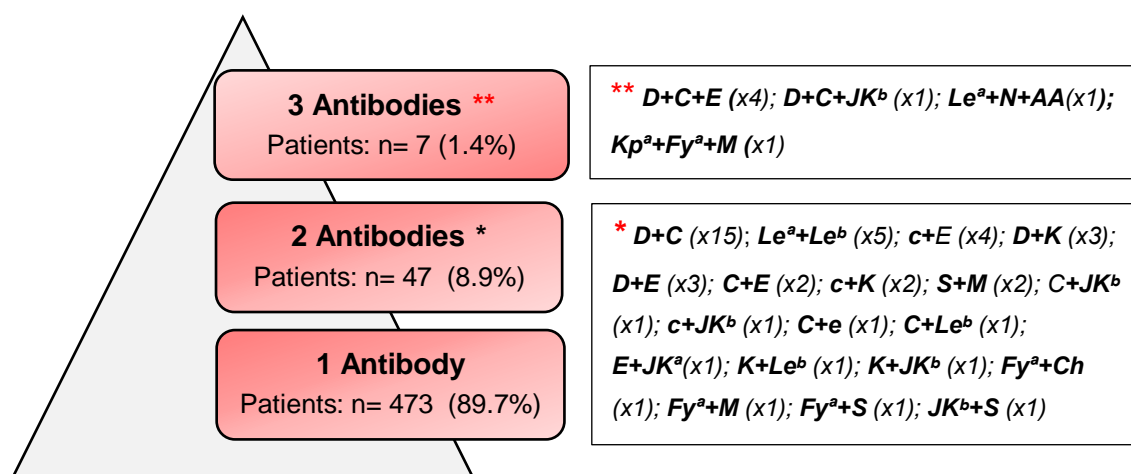 3 Antibodies **
Patients: n= 7 (1.4%)
** D+C+E (x4); D+C+JKᵇ (x1); Leᵃ+N+AA(x1);
Kpᵃ+Fyᵃ+M (x1)
2 Antibodies *
Patients: n= 47 (8.9%)
* D+C (x15); Leᵃ+Leᵇ (x5); c+E (x4); D+K (x3);
D+E (x3); C+E (x2); c+K (x2); S+M (x2); C+JKᵇ
(x1); c+JKᵇ (x1); C+e (x1); C+Leᵇ (x1);
E+JKᵃ(x1); K+Leᵇ (x1); K+JKᵇ (x1); Fyᵃ+Ch
(x1); Fyᵃ+M (x1); Fyᵃ+S (x1); JKᵇ+S (x1)
1 Antibody
Patients: n= 473 (89.7%)